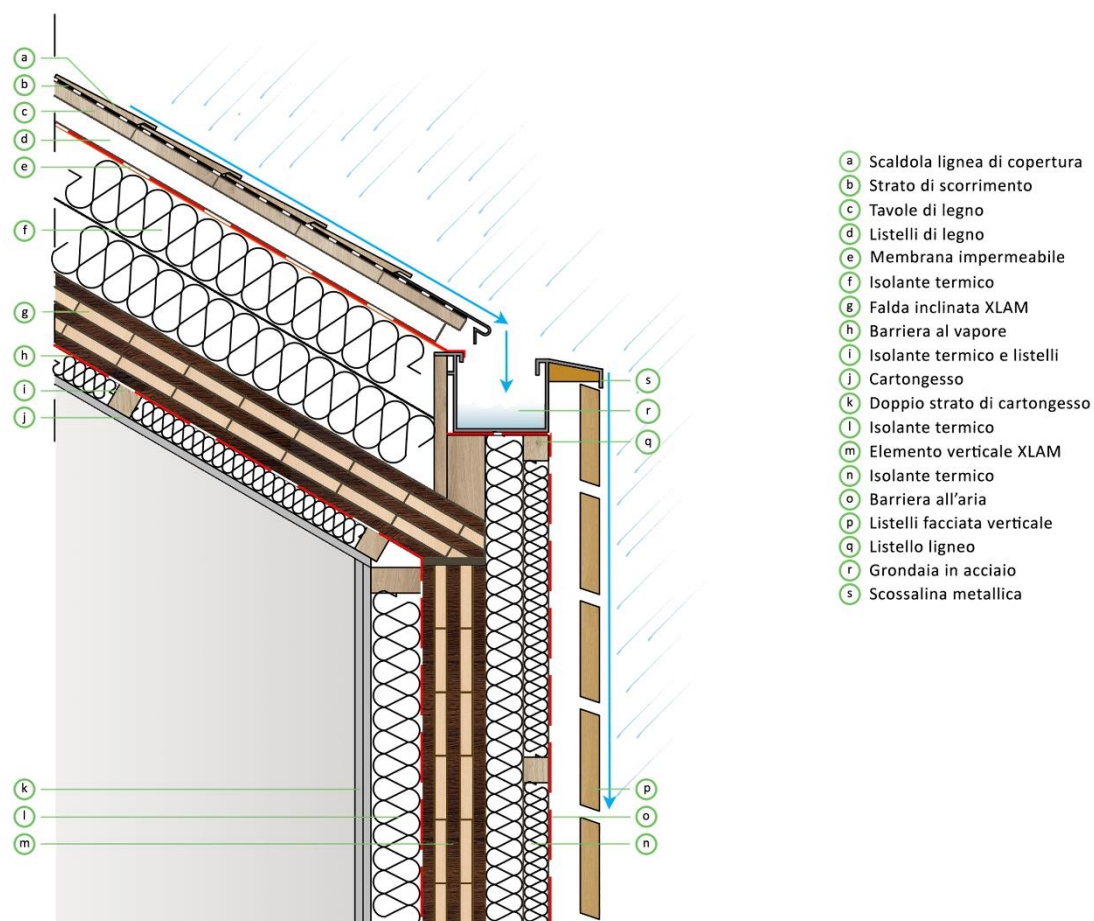 a
b
c
d
e
f
g
h
i
j
k
l
m
s
r
q
p
o
n
a Scaldola lignea di copertura
b Strato di scorrimento
c Tavole di legno
d Listelli di legno
e Membrana impermeabile
f Isolante termico
g Falda inclinata XLAM
h Barriera al vapore
i Isolante termico e listelli
j Cartongesso
k Doppio strato di cartongesso
l Isolante termico
m Elemento verticale XLAM
n Isolante termico
o Barriera all'aria
p Listelli facciata verticale
q Listello ligneo
r Grondaia in acciaio
s Scossalina metallica